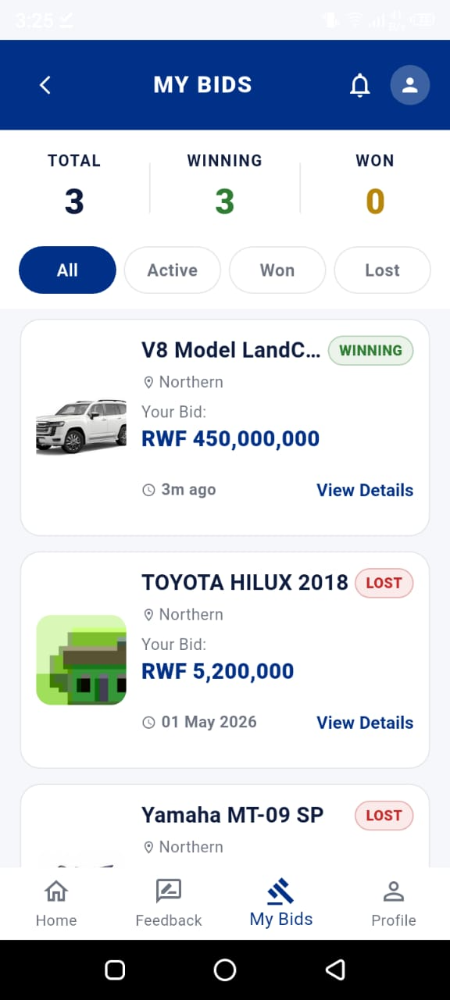 3:25
MY BIDS
TOTAL
WINNING
WON
3
3
0
All
Active
Won
Lost
V8 Model LandC...
WINNING
Northern
Your Bid:
RWF 450,000,000
3m ago
View Details
TOYOTA HILUX 2018
LOST
Northern
Your Bid:
RWF 5,200,000
01 May 2026
View Details
Yamaha MT-09 SP
LOST
Northern
Home
Feedback
My Bids
Profile